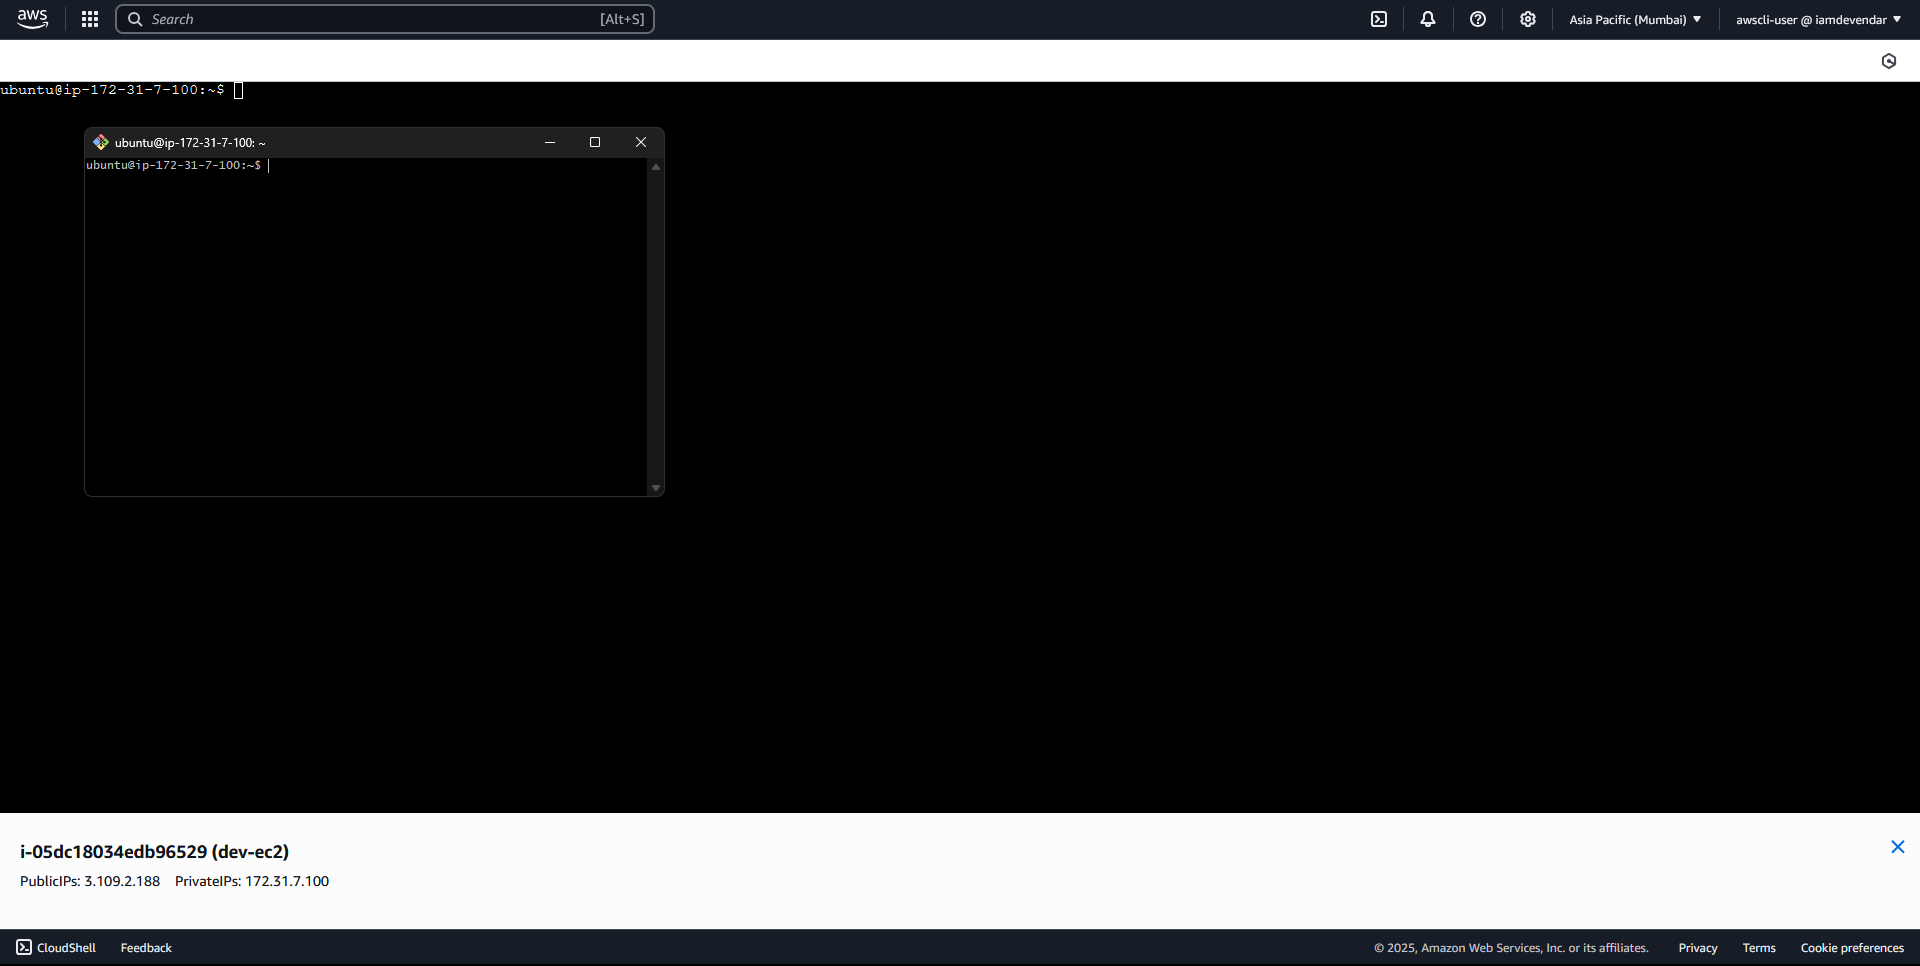 aws
Search [Alt+S]
Asia Pacific (Mumbai)
awscli-user @ iamdevendar
ubuntu@ip-172-31-7-100:~$
ubuntu@ip-172-31-7-100: ~
ubuntu@ip-172-31-7-100:~$
i-05dc18034edb96529 (dev-ec2)
PublicIPs: 3.109.2.188 PrivateIPs: 172.31.7.100
CloudShell Feedback © 2025, Amazon Web Services, Inc. or its affiliates. Privacy Terms Cookie preferences